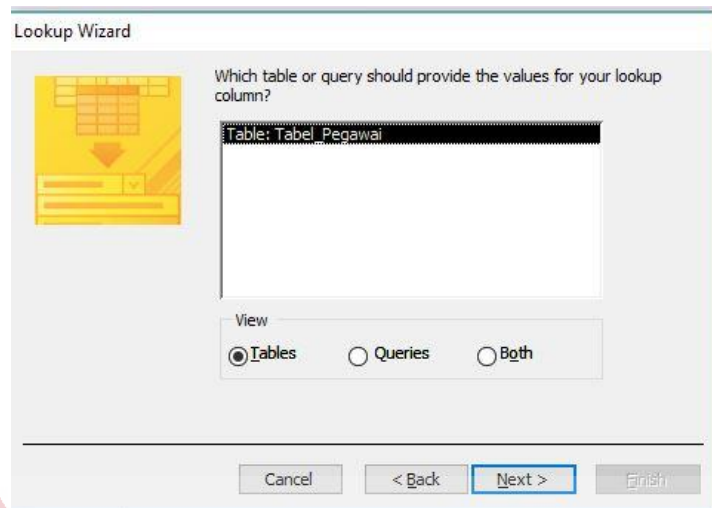 Lookup Wizard
Which table or query should provide the values for your lookup
column?
Table: Tabel_Pegawai
View
Tables Queries Both
Cancel < Back Next > Finish